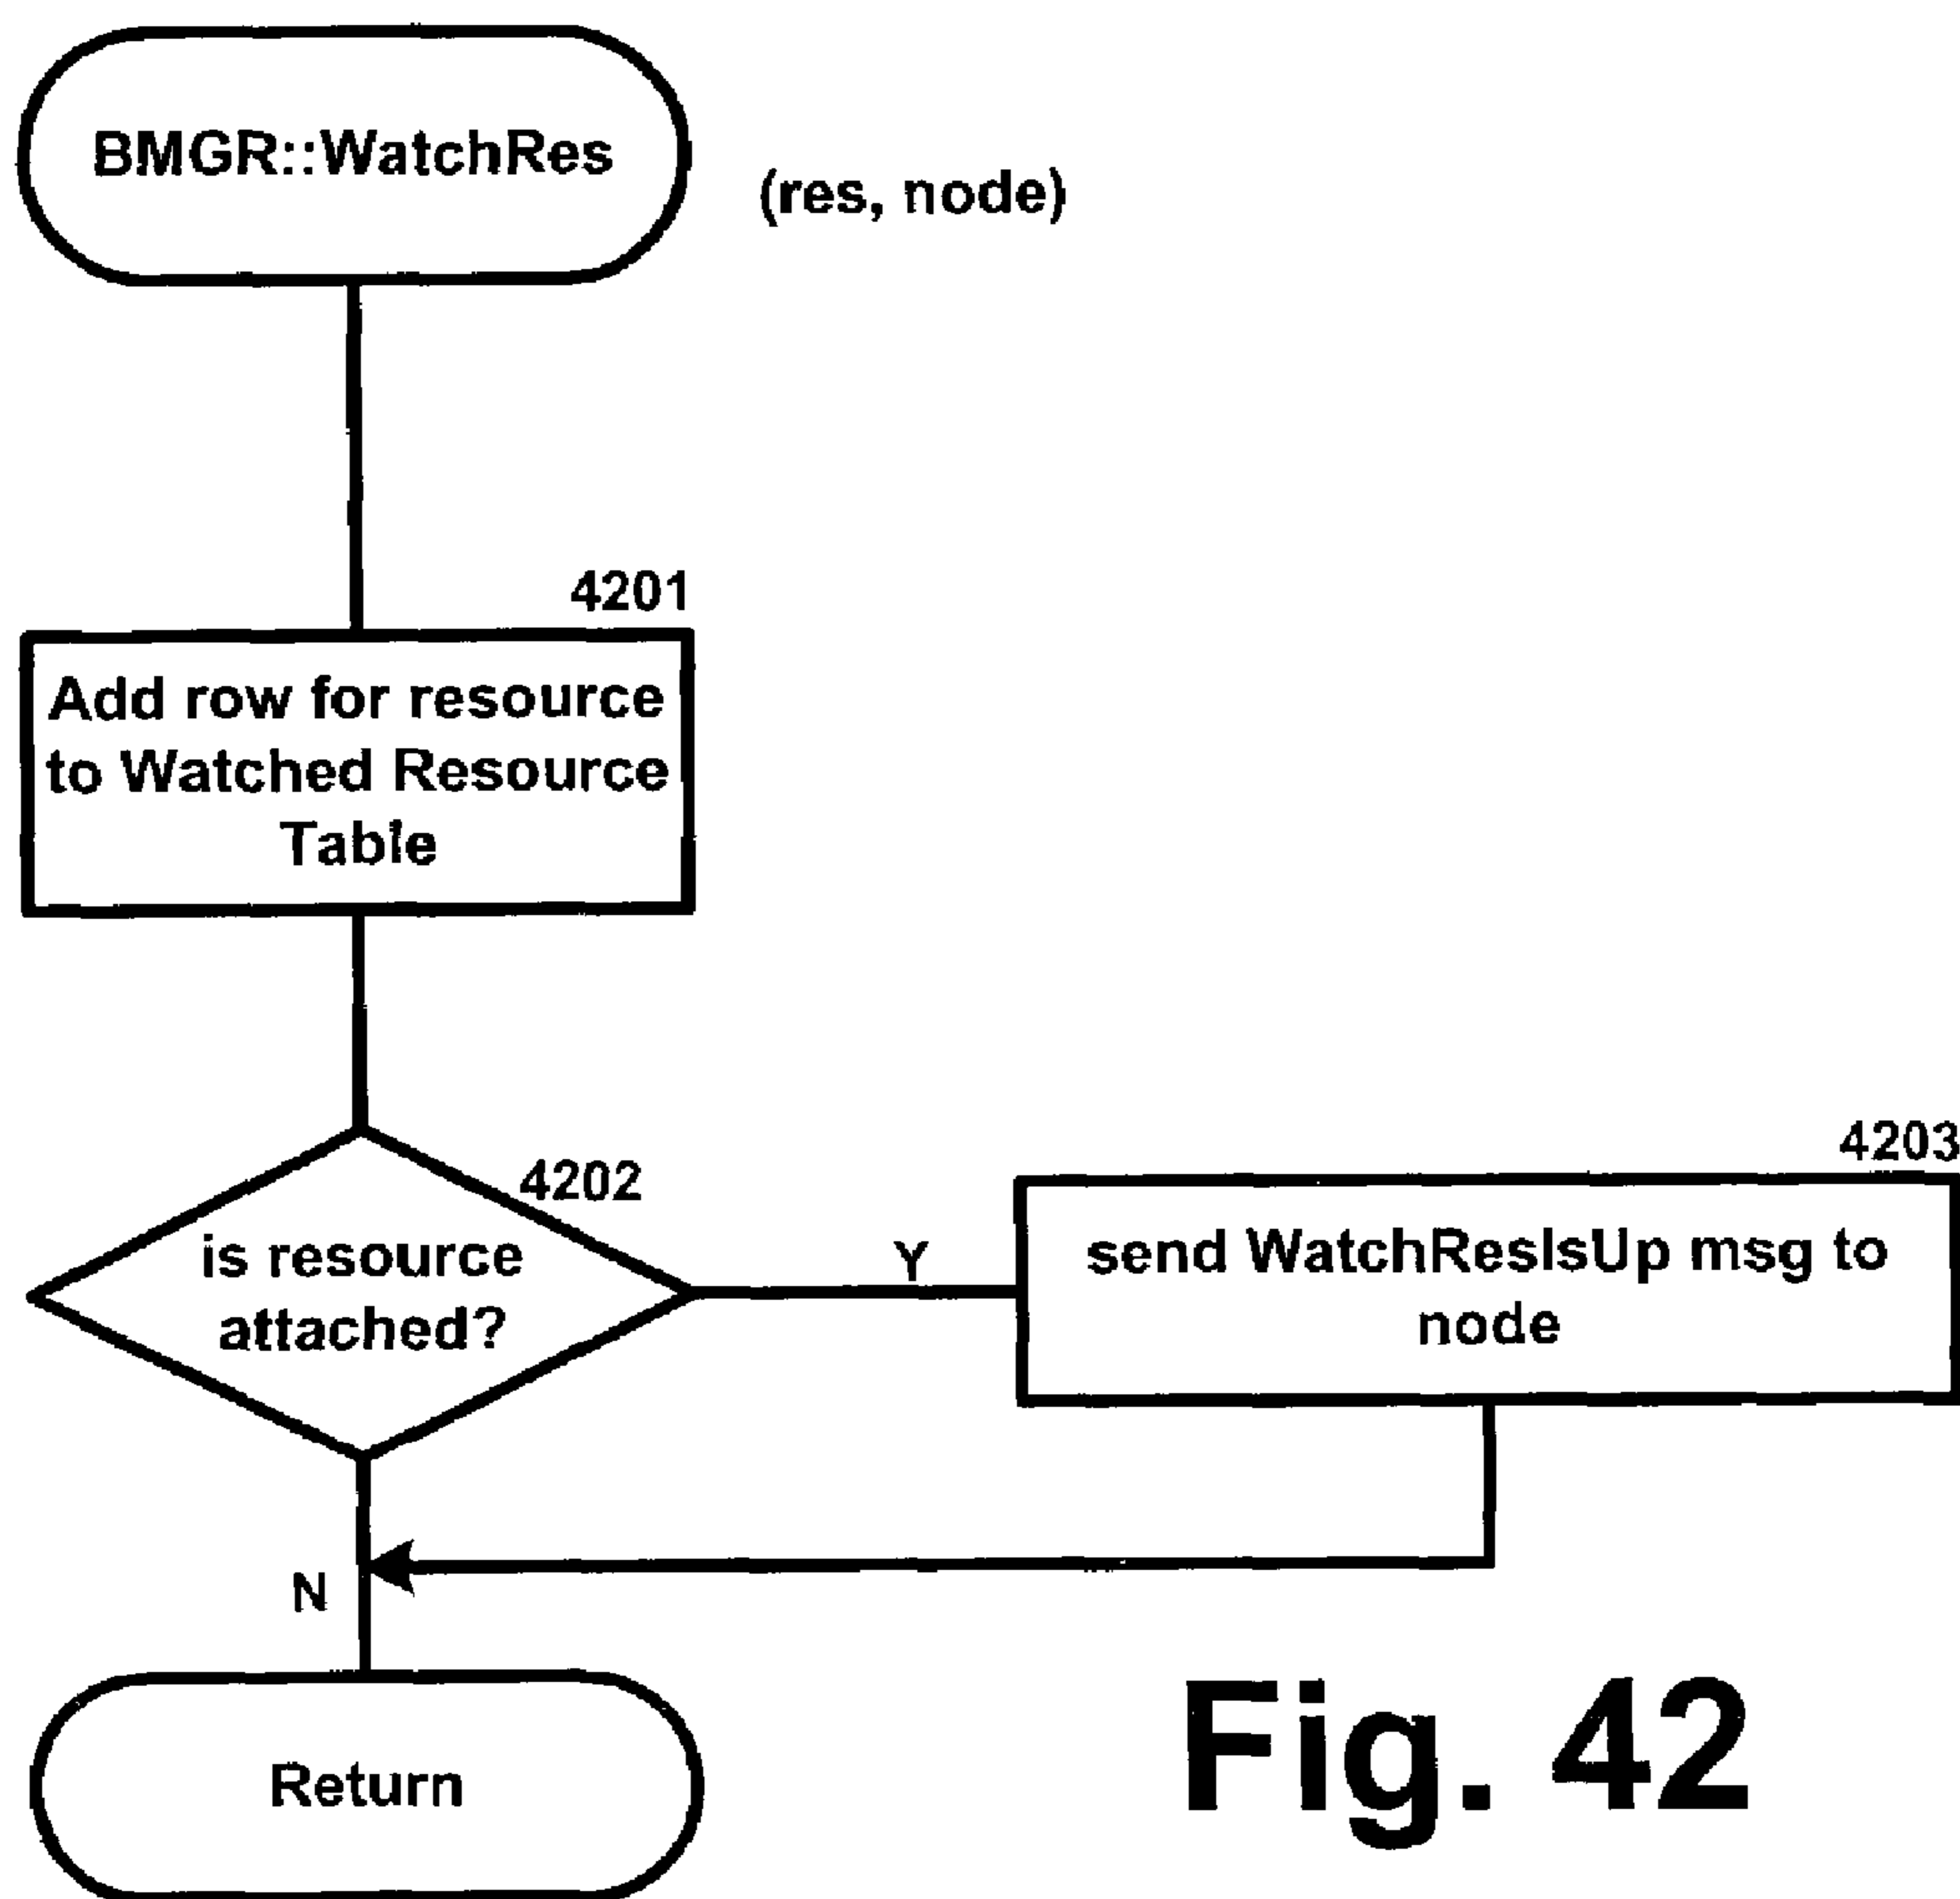 BMGR::WatchRes
(res, node)
4201
Add row for resource
to Watched Resource
Table
4202
is resource
attached?
Y
4203
send WatchResIsUp msg to
node
N
Return
Fig. 42